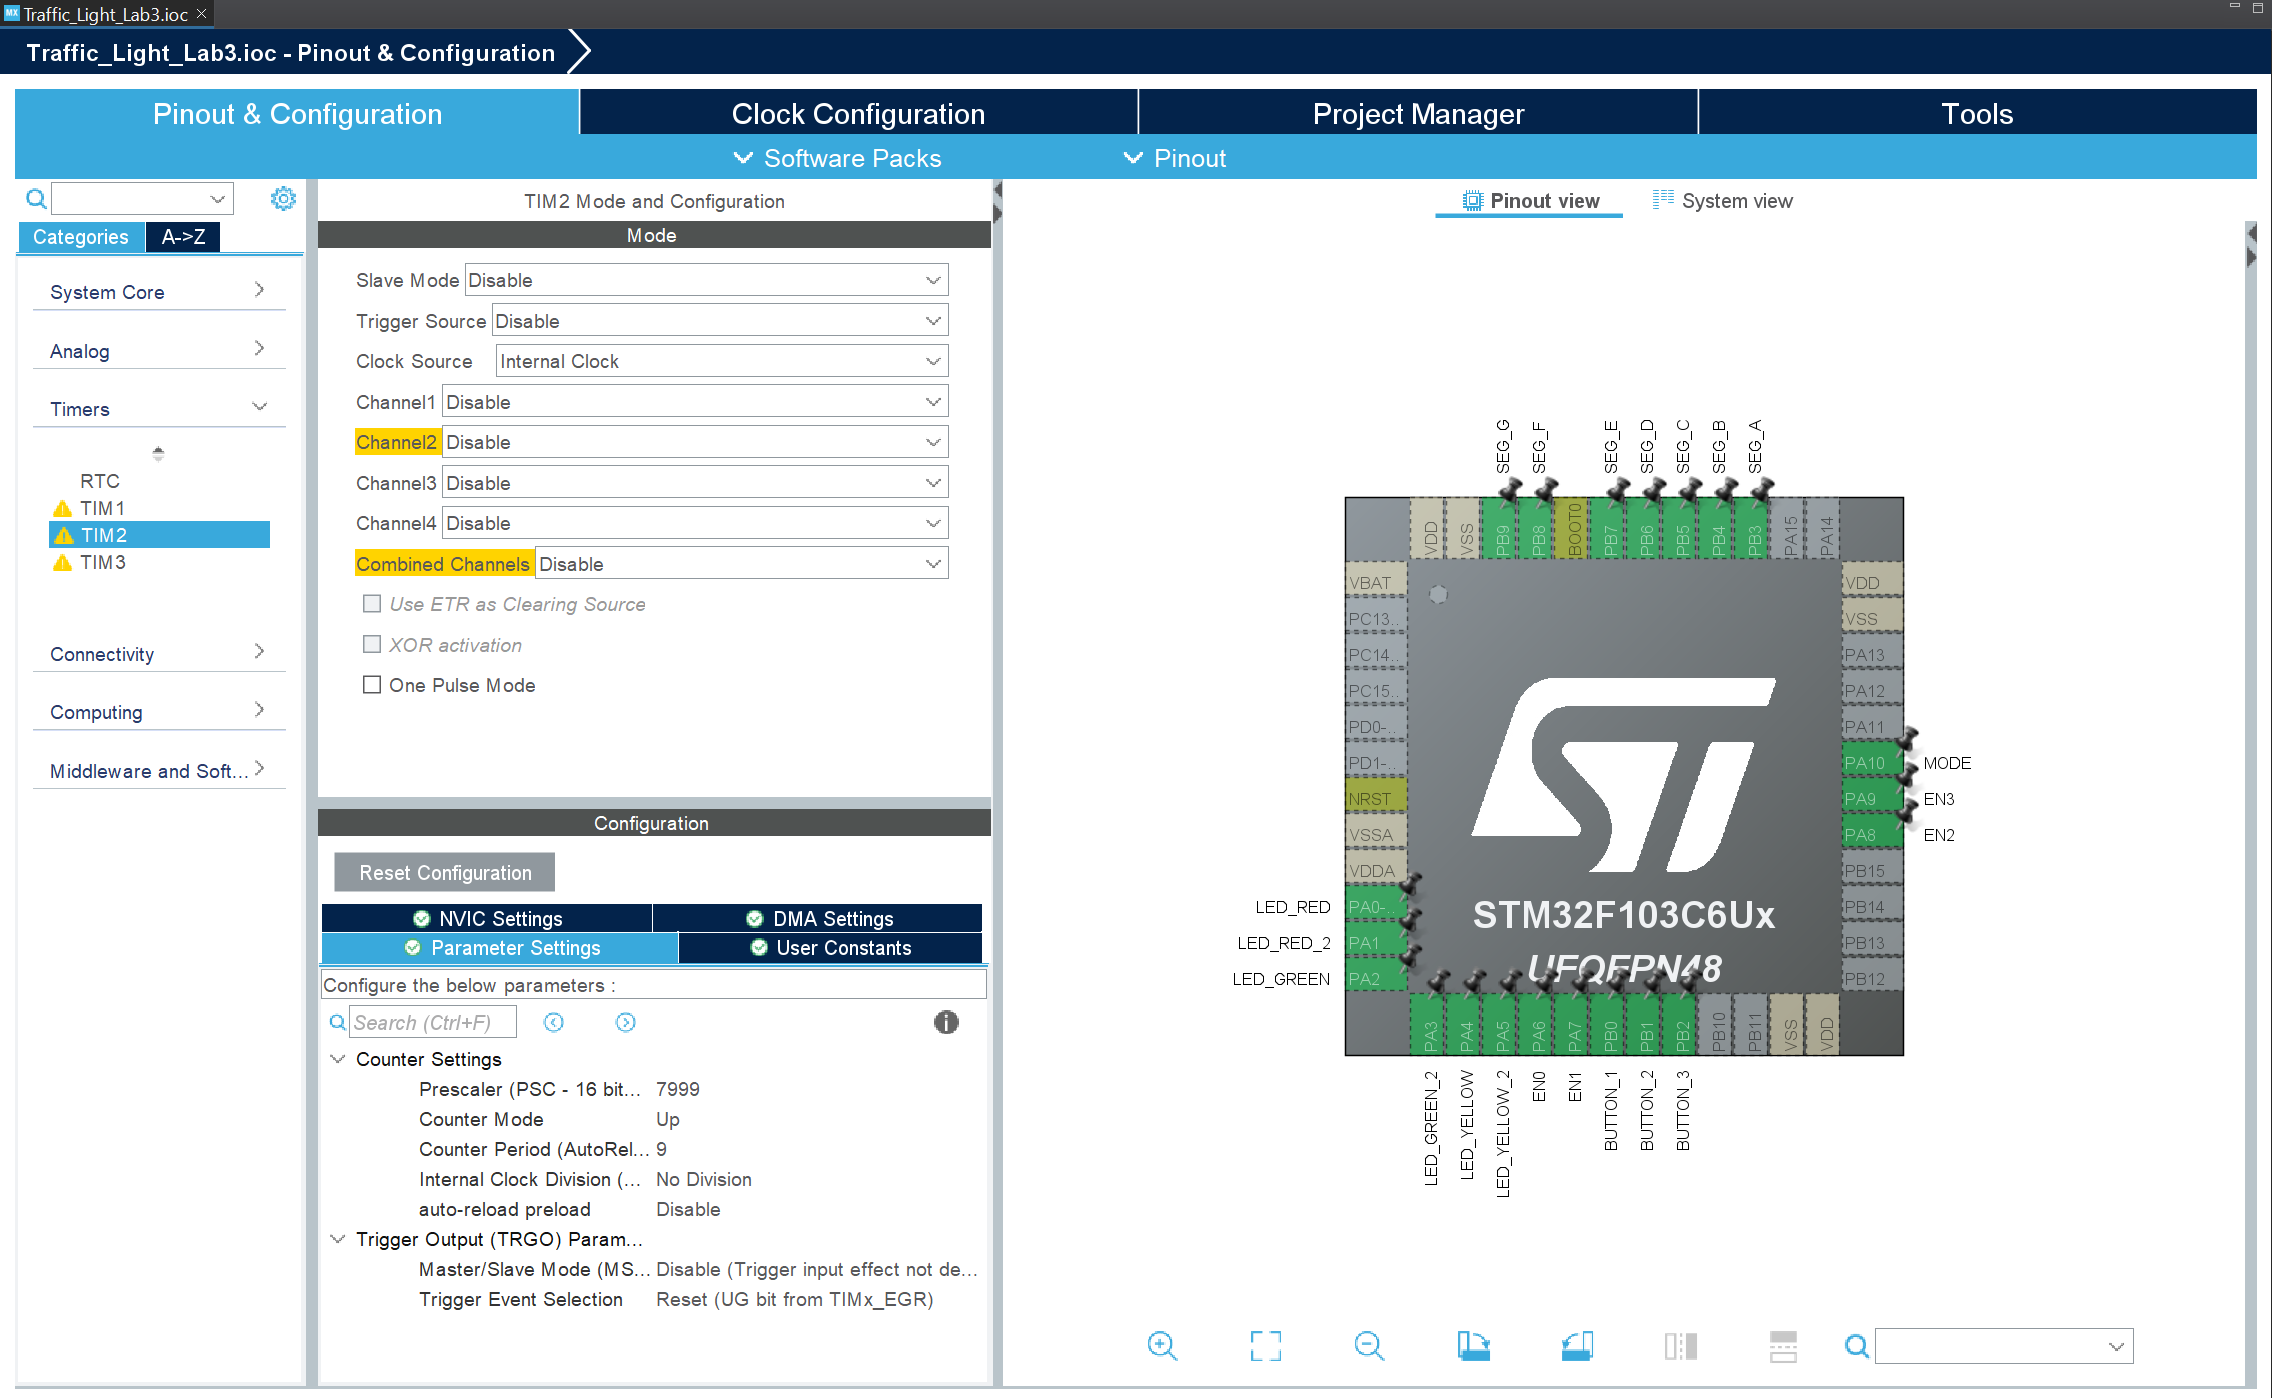 MX Traffic_Light_Lab3.ioc
Traffic_Light_Lab3.ioc - Pinout & Configuration
Pinout & Configuration
Clock Configuration
Project Manager
Tools
Software Packs
Pinout
Categories
A->Z
System Core
Analog
Timers
RTC
TIM1
TIM2
TIM3
Connectivity
Computing
Middleware and Soft...
TIM2 Mode and Configuration
Mode
Slave Mode Disable
Trigger Source Disable
Clock Source Internal Clock
Channel1 Disable
Channel2 Disable
Channel3 Disable
Channel4 Disable
Combined Channels Disable
Use ETR as Clearing Source
XOR activation
One Pulse Mode
Configuration
Reset Configuration
NVIC Settings
DMA Settings
Parameter Settings
User Constants
Configure the below parameters :
Search (Ctrl+F)
Counter Settings
Prescaler (PSC - 16 bit... 7999
Counter Mode Up
Counter Period (AutoRel... 9
Internal Clock Division (... No Division
auto-reload preload Disable
Trigger Output (TRGO) Param...
Master/Slave Mode (MS... Disable (Trigger input effect not de...
Trigger Event Selection Reset (UG bit from TIMx_EGR)
Pinout view
System view
SEG_G
SEG_F
SEG_E
SEG_D
SEG_C
SEG_B
SEG_A
VDD
VSS
PB9
PB8
BOOT0
PB7
PB6
PB5
PB4
PB3
PA15
PA14
VBAT
PC13..
PC14..
PC15..
PD0-..
PD1-..
NRST
VSSA
VDDA
LED_RED PA0-..
LED_RED_2 PA1
LED_GREEN PA2
VDD
VSS
PA13
PA12
PA11
PA10 MODE
PA9 EN3
PA8 EN2
PB15
PB14
PB13
PB12
ST
STM32F103C6Ux
UFQFPN48
PA3
PA4
PA5
PA6
PA7
PB0
PB1
PB2
PB10
PB11
VSS
VDD
LED_GREEN_2
LED_YELLOW
LED_YELLOW_2
EN0
EN1
BUTTON_1
BUTTON_2
BUTTON_3